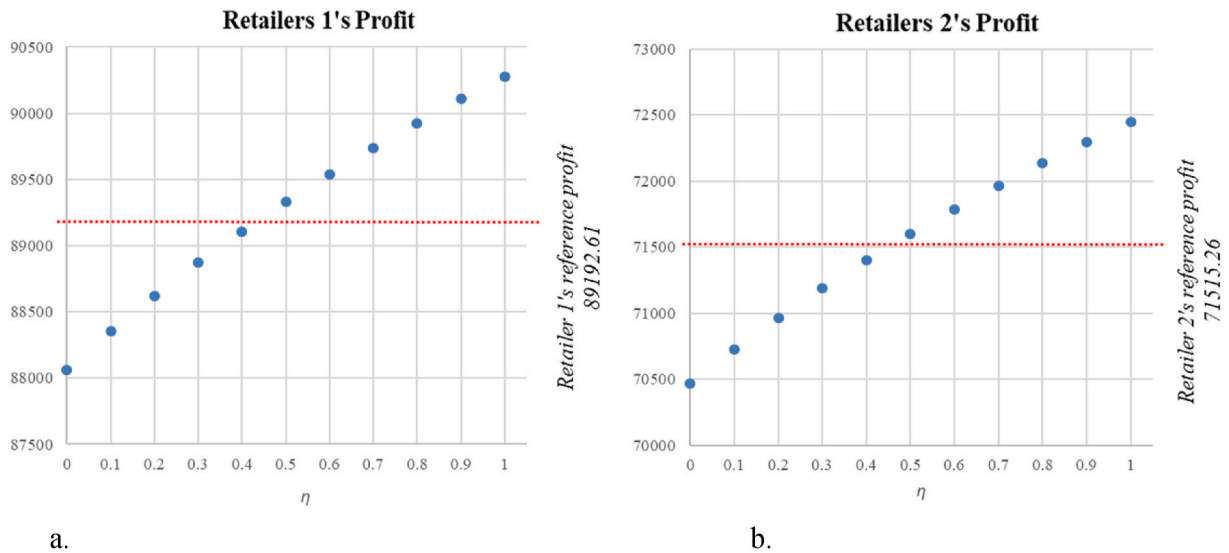 Retailers 1's Profit
90500
90000
89500
89000
88500
88000
87500
0 0.1 0.2 0.3 0.4 0.5 0.6 0.7 0.8 0.9 1
η
Retailer 1's reference profit
89192.61
a.
Retailers 2's Profit
73000
72500
72000
71500
71000
70500
70000
0 0.1 0.2 0.3 0.4 0.5 0.6 0.7 0.8 0.9 1
η
Retailer 2's reference profit
71515.26
b.